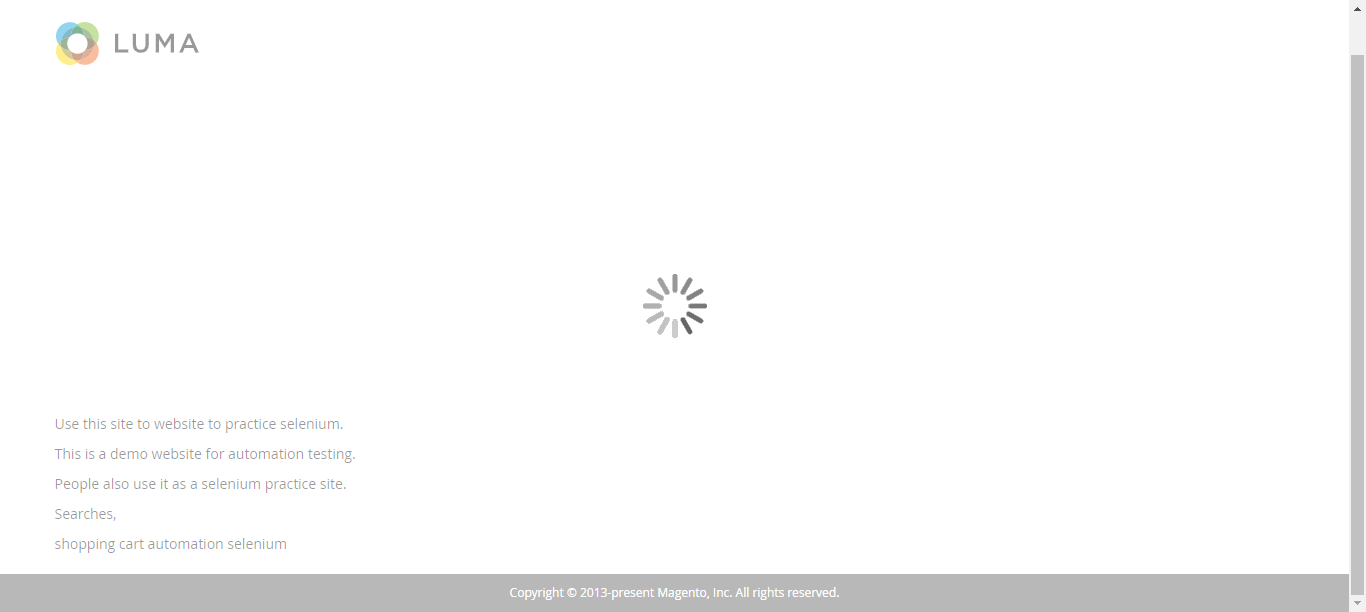 LUMA
Use this site to website to practice selenium.
This is a demo website for automation testing.
People also use it as a selenium practice site.
Searches,
shopping cart automation selenium
Copyright © 2013-present Magento, Inc. All rights reserved.